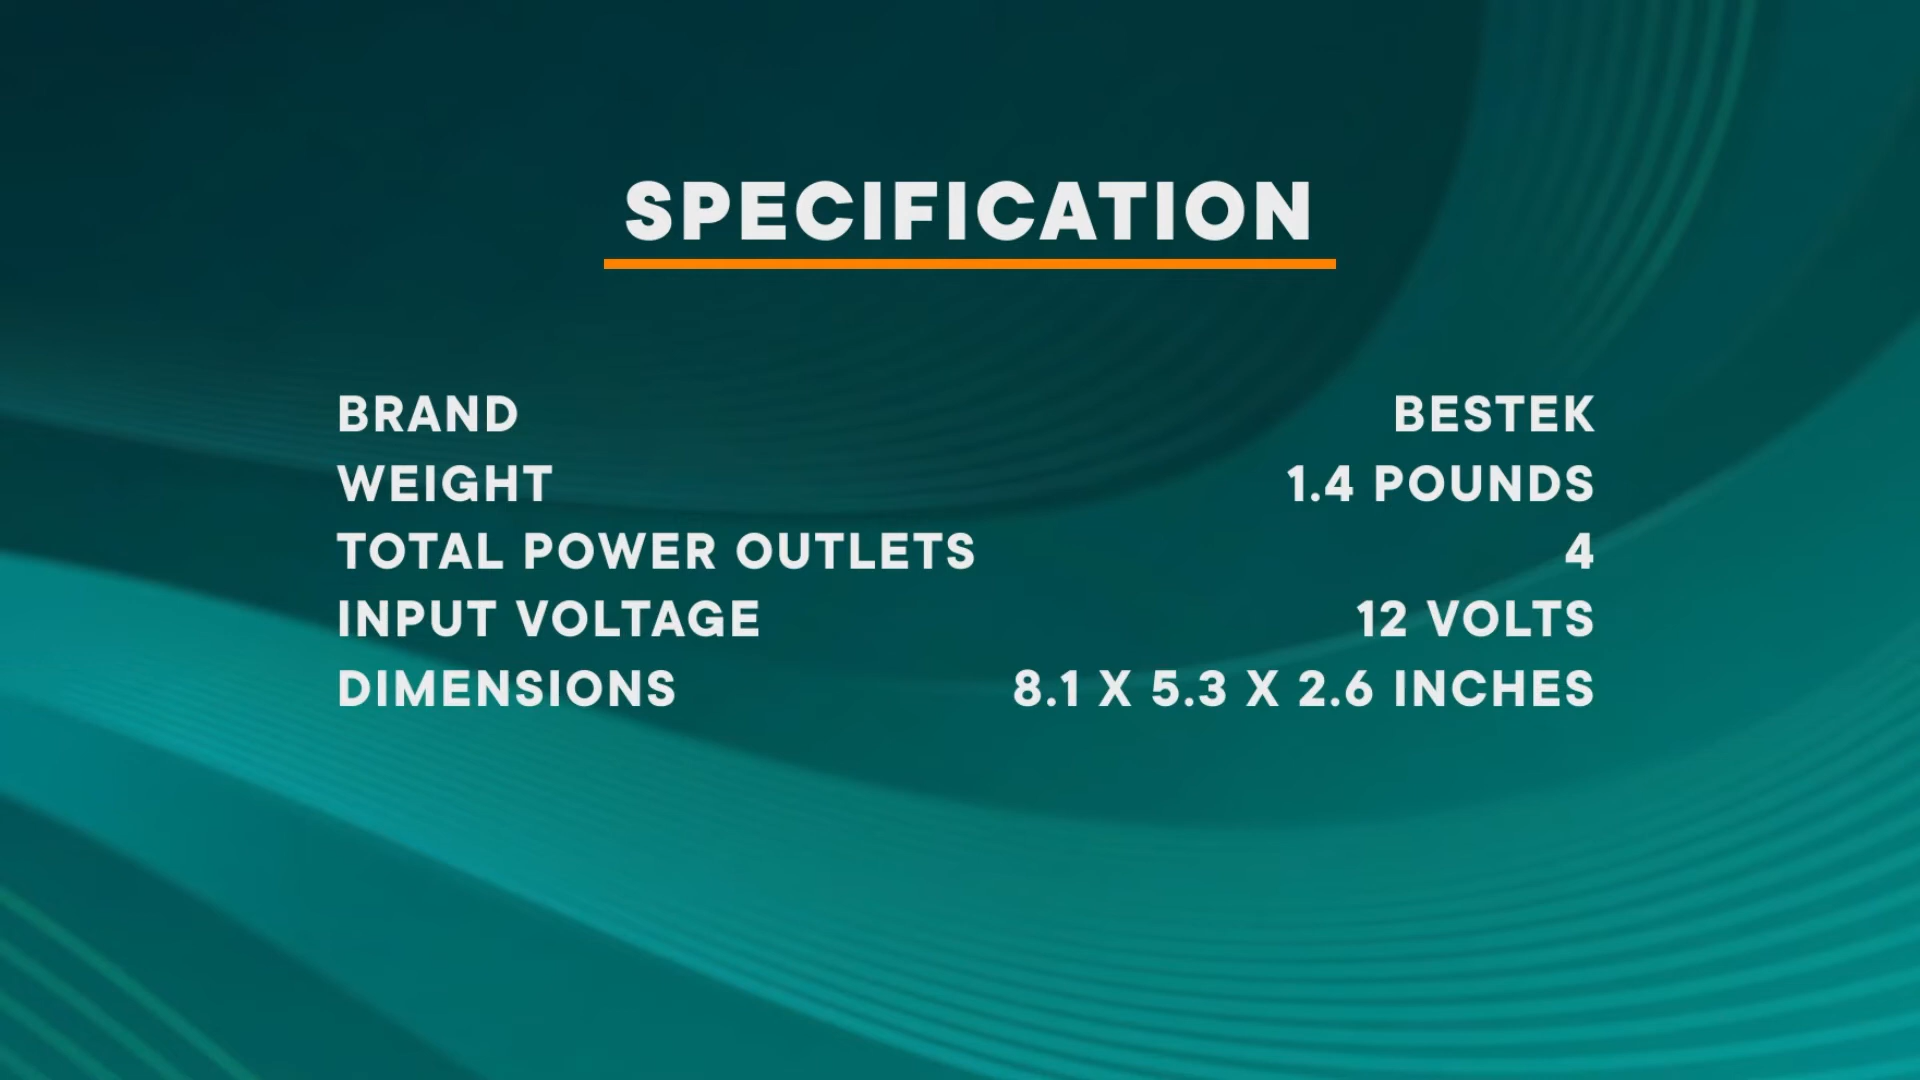 SPECIFICATION
BRAND BESTEK
WEIGHT 1.4 POUNDS
TOTAL POWER OUTLETS 4
INPUT VOLTAGE 12 VOLTS
DIMENSIONS 8.1 X 5.3 X 2.6 INCHES